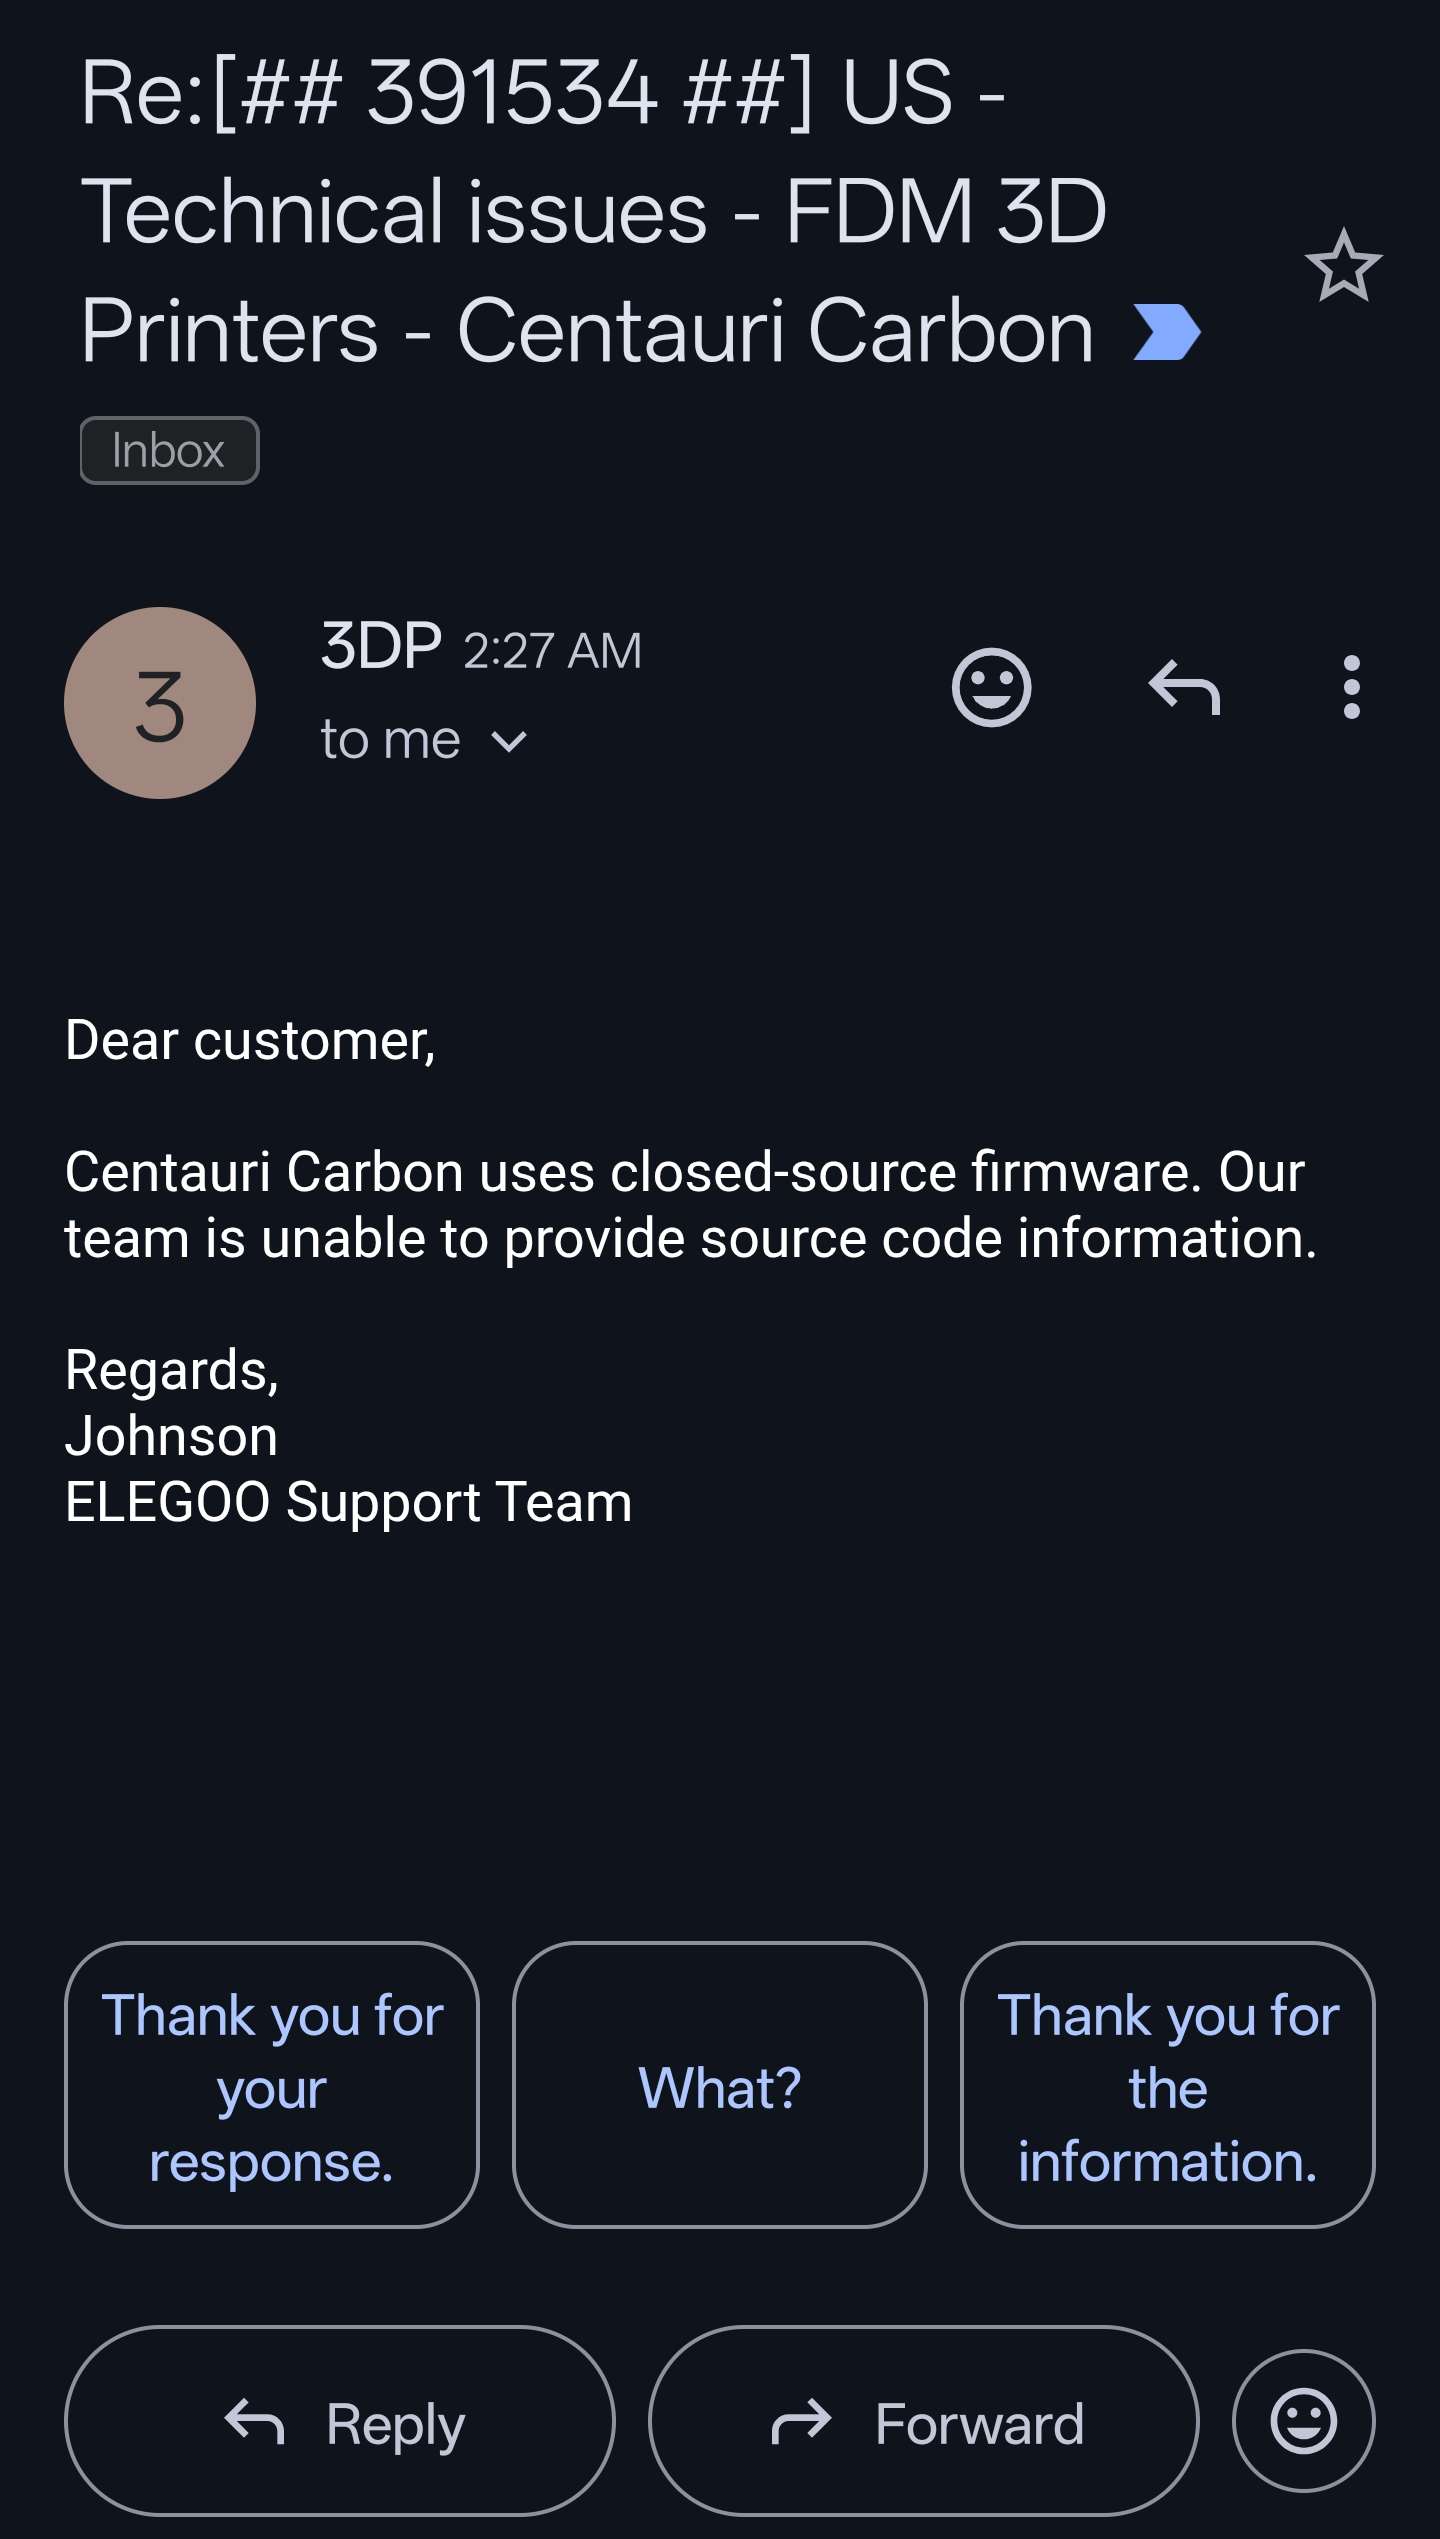 Re:[## 391534 ##] US -
Technical issues - FDM 3D
Printers - Centauri Carbon
Inbox
3
3DP 2:27 AM
to me
Dear customer,
Centauri Carbon uses closed-source firmware. Our
team is unable to provide source code information.
Regards,
Johnson
ELEGOO Support Team
Thank you for
your
response.
What?
Thank you for
the
information.
Reply
Forward